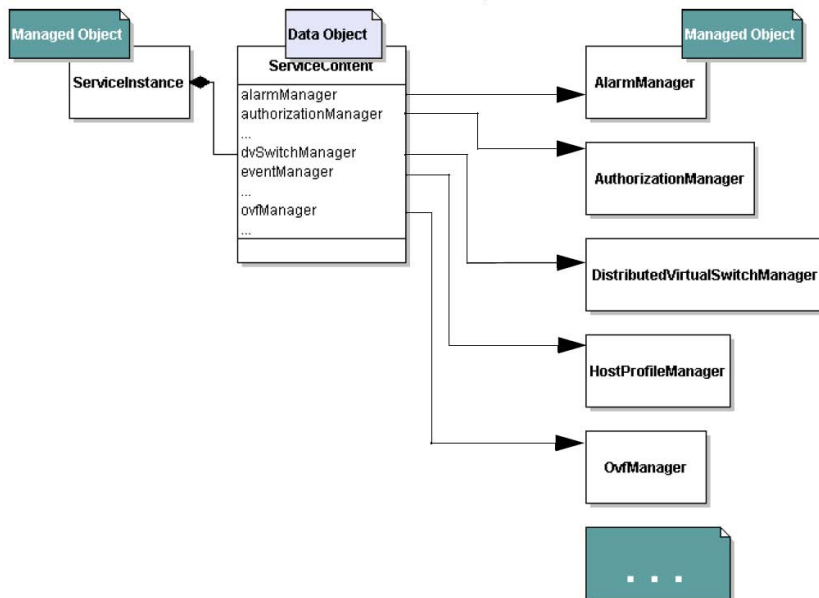 Managed Object
ServiceInstance
Data Object
ServiceContent
alarmManager
authorizationManager
...
dvSwitchManager
eventManager
...
ovfManager
...
Managed Object
AlarmManager
AuthorizationManager
DistributedVirtualSwitchManager
HostProfileManager
OvfManager
...